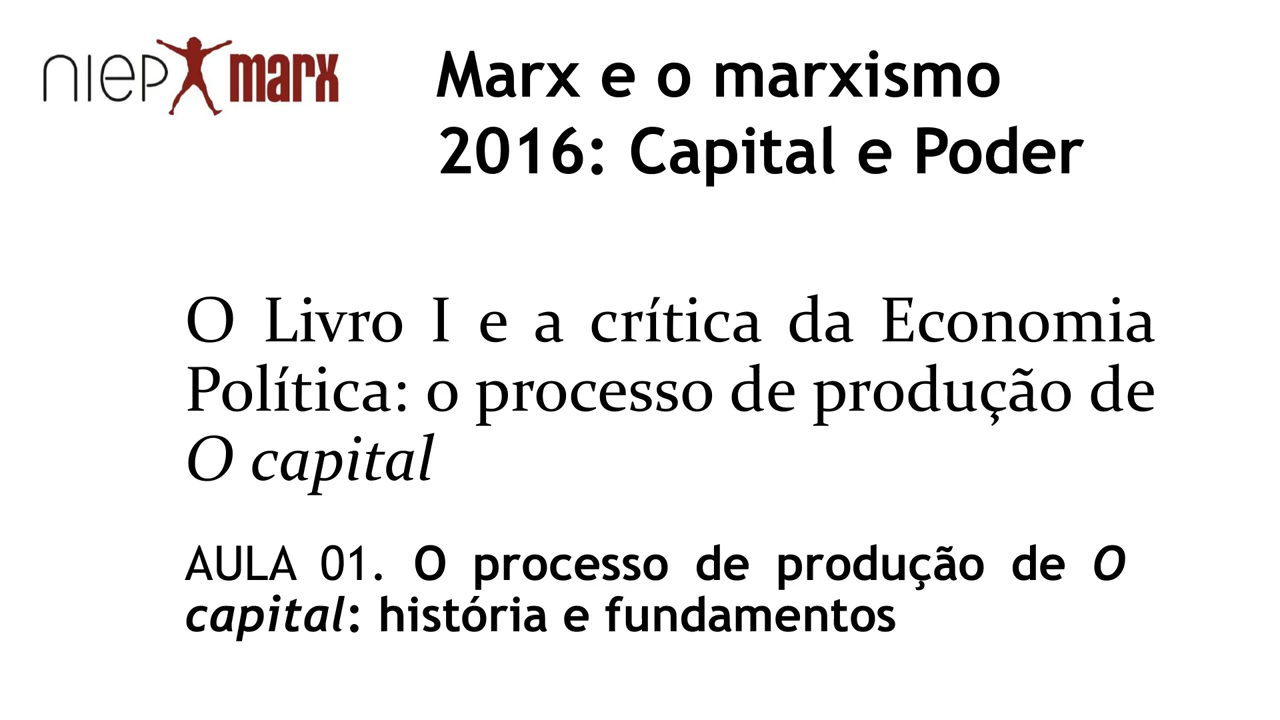 NIEP marx
Marx e o marxismo
2016: Capital e Poder
O Livro I e a crítica da Economia
Política: o processo de produção de
O capital
AULA 01. O processo de produção de O
capital: história e fundamentos